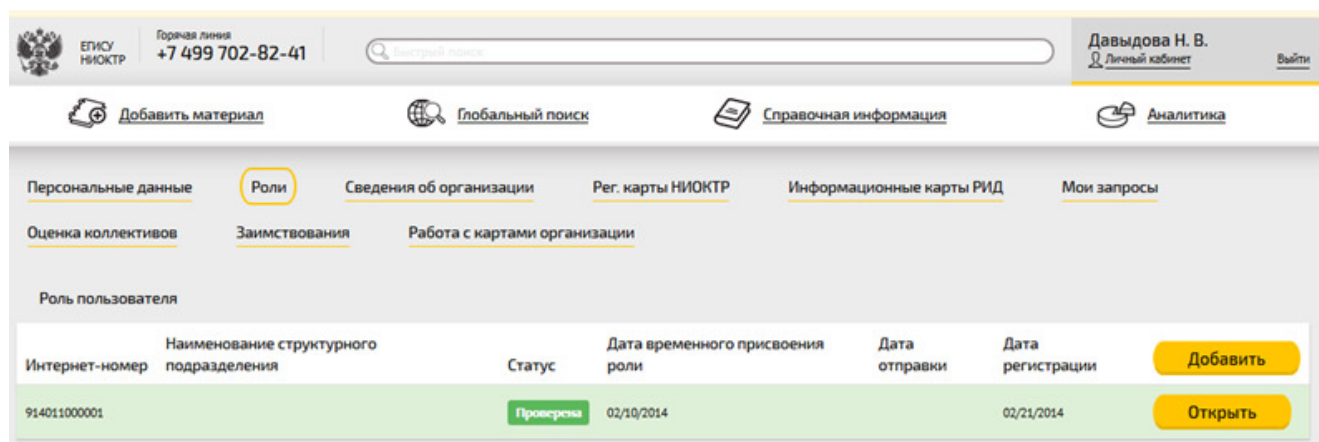 ЕГИСУ НИОКТР
Горячая линия
+7 499 702-82-41
Быстрый поиск
Давыдова Н. В.
Личный кабинет
Выйти
Добавить материал
Глобальный поиск
Справочная информация
Аналитика
Персональные данные
Роли
Сведения об организации
Рег. карты НИОКТР
Информационные карты РИД
Мои запросы
Оценка коллективов
Заимствования
Работа с картами организации
Роль пользователя
Интернет-номер
Наименование структурного подразделения
Статус
Дата временного присвоения роли
Дата отправки
Дата регистрации
Добавить
914011000001
Проверена
02/10/2014
02/21/2014
Открыть